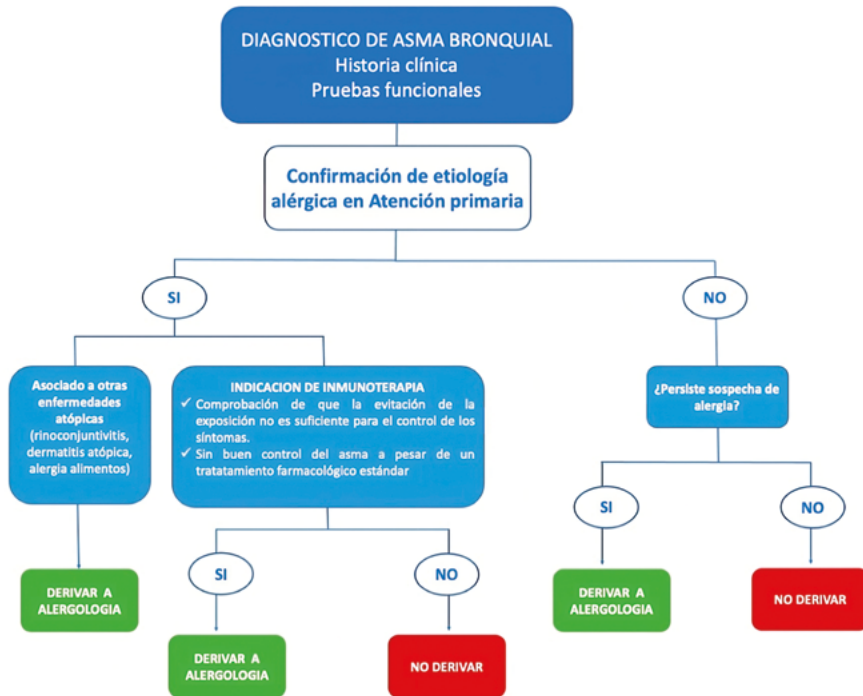 DIAGNOSTICO DE ASMA BRONQUIAL
Historia clínica
Pruebas funcionales
Confirmación de etiología
alérgica en Atención primaria
SI
NO
Asociado a otras
enfermedades
atópicas
(rinoconjuntivitis,
dermatitis atópica,
alergia alimentos)
INDICACION DE INMUNOTERAPIA
✓ Comprobación de que la evitación de la
exposición no es suficiente para el control de los
síntomas.
✓ Sin buen control del asma a pesar de un
tratatamiento farmacológico estándar
¿Persiste sospecha de
alergia?
SI
NO
SI
NO
DERIVAR A
ALERGOLOGIA
DERIVAR A
ALERGOLOGIA
NO DERIVAR
DERIVAR A
ALERGOLOGIA
NO DERIVAR